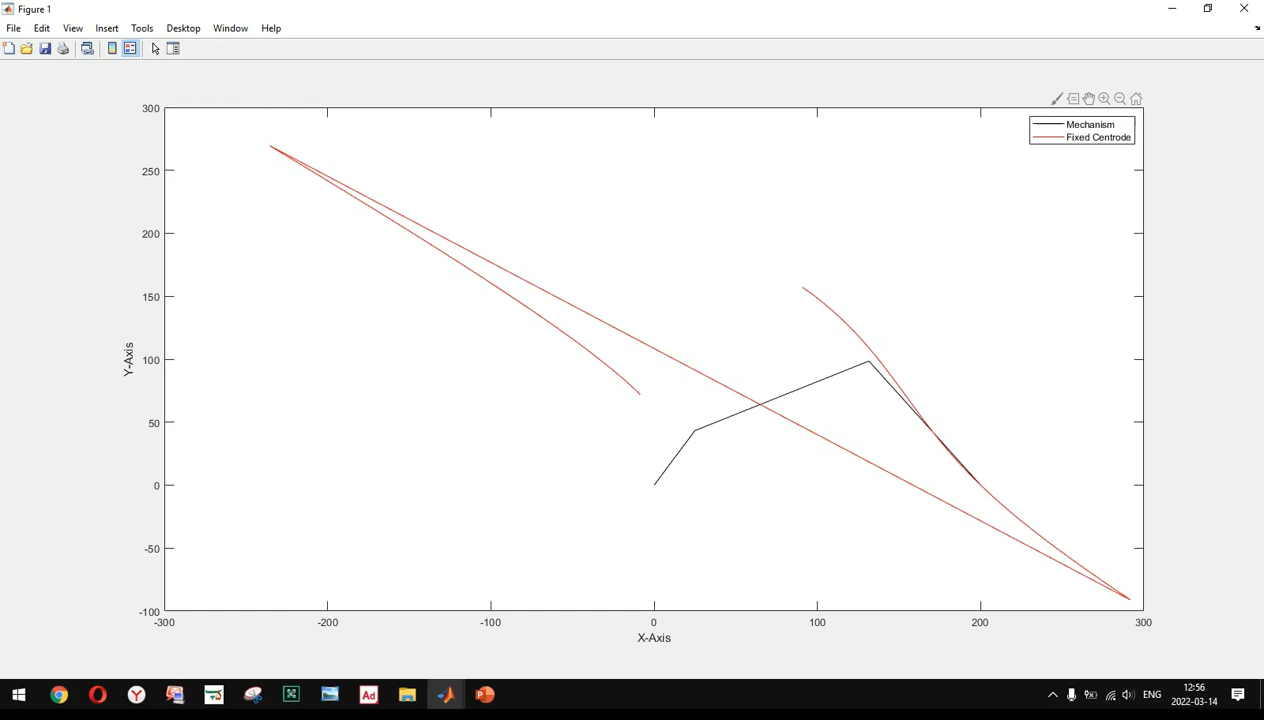 Figure 1
File Edit View Insert Tools Desktop Window Help
300
250
200
150
100
50
0
-50
-100
-300 -200 -100 0 100 200 300
X-Axis
Y-Axis
Mechanism
Fixed Centrode
Ad
ENG
12:56
2022-03-14